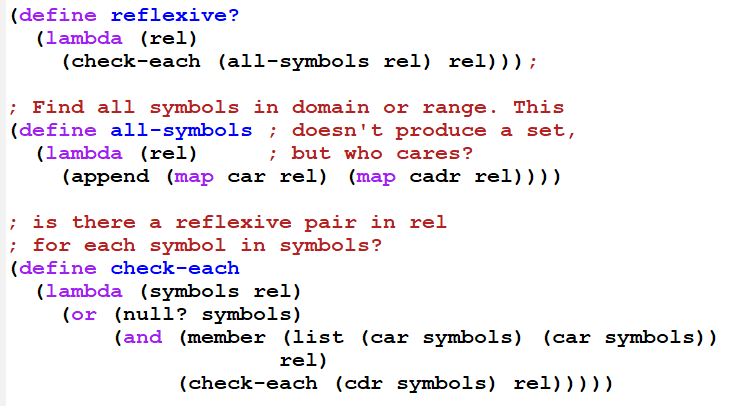 (define reflexive?
  (lambda (rel)
    (check-each (all-symbols rel) rel)));

; Find all symbols in domain or range. This
(define all-symbols ; doesn't produce a set,
  (lambda (rel)     ; but who cares?
    (append (map car rel) (map cadr rel))))

; is there a reflexive pair in rel
; for each symbol in symbols?
(define check-each
  (lambda (symbols rel)
    (or (null? symbols)
        (and (member (list (car symbols) (car symbols))
                     rel)
             (check-each (cdr symbols) rel)))))